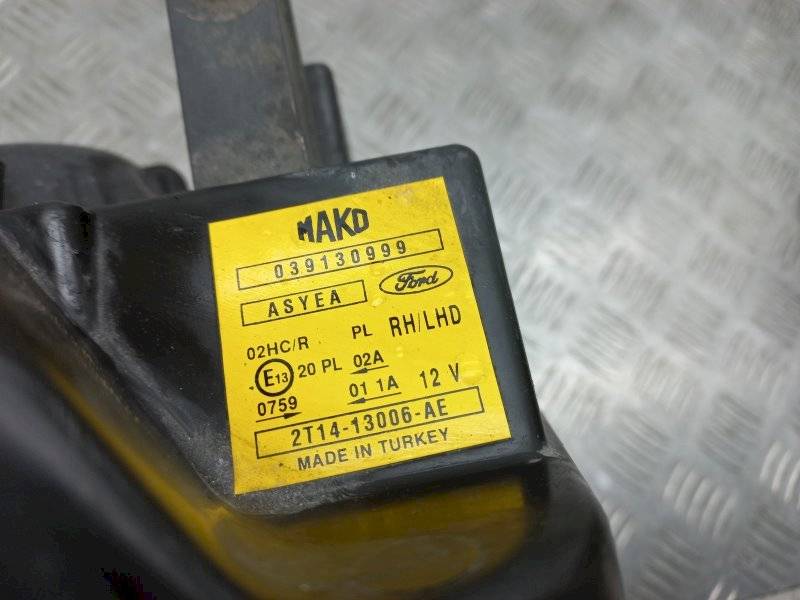 MAKO
039130999
ASYEA Ford
02HC/R PL RH/LHD
E13 20 PL 02A
0759 01 1A 12 V
2T14-13006-AE
MADE IN TURKEY